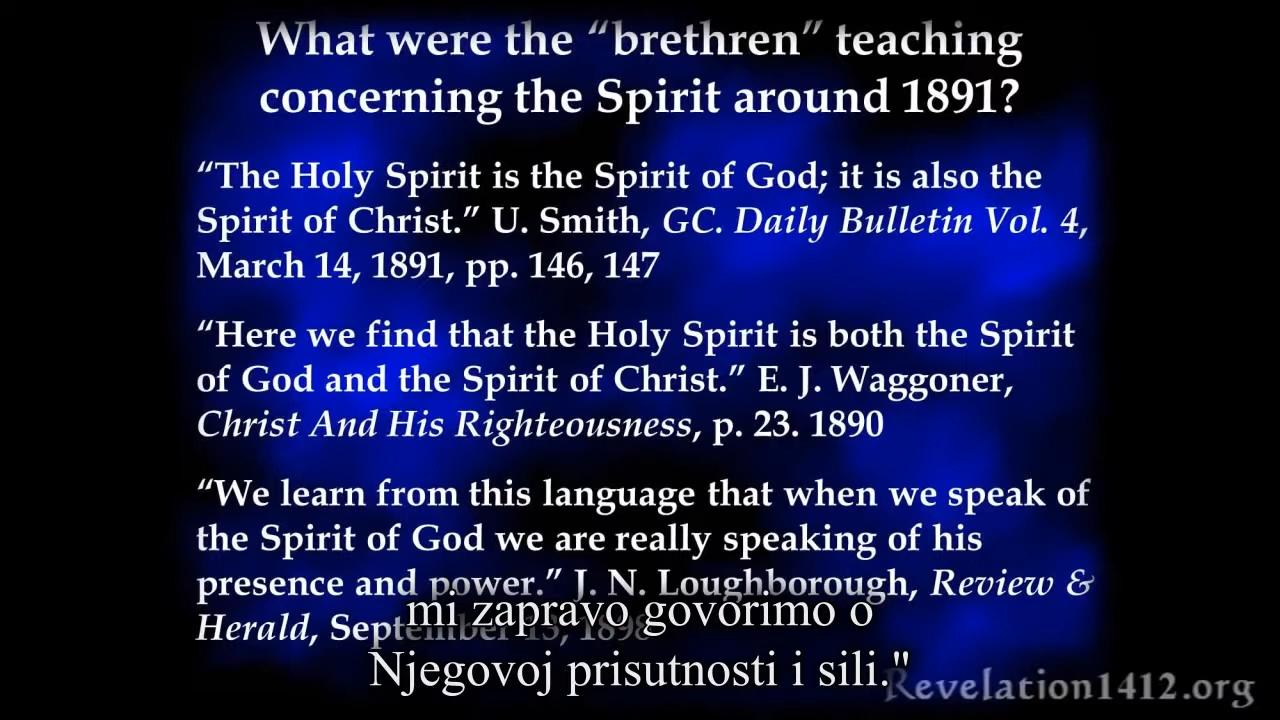 What were the “brethren” teaching
concerning the Spirit around 1891?
“The Holy Spirit is the Spirit of God; it is also the
Spirit of Christ.” U. Smith, GC. Daily Bulletin Vol. 4,
March 14, 1891, pp. 146, 147
“Here we find that the Holy Spirit is both the Spirit
of God and the Spirit of Christ.” E. J. Waggoner,
Christ And His Righteousness, p. 23. 1890
“We learn from this language that when we speak of
the Spirit of God we are really speaking of his
presence and power.” J. N. Loughborough, Review &
Herald, September 13, 1898
mi zapravo govorimo o
Njegovoj prisutnosti i sili."
Revelation1412.org